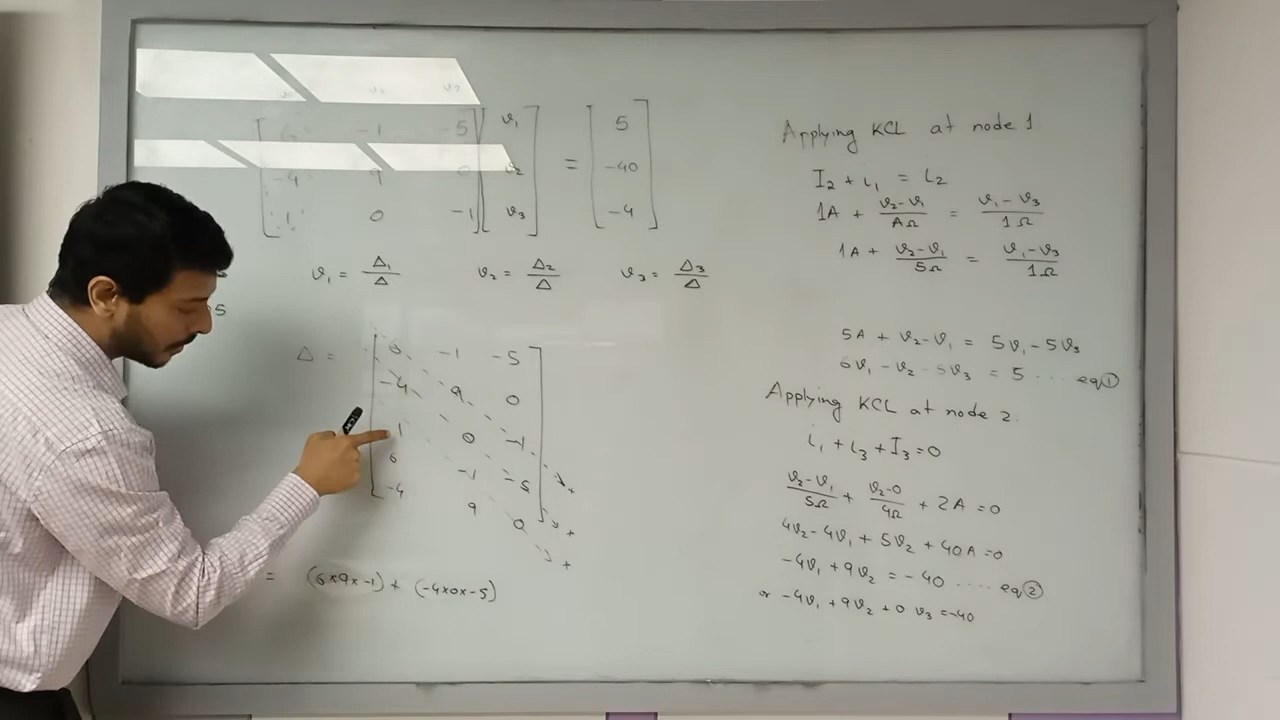 v₁ v₂ v₃
[ 6 -1 -5 ] [ v₁ ] = [ 5 ]
[ -4 9 0 ] [ v₂ ] [ -40 ]
[ 1 0 -1 ] [ v₃ ] [ -4 ]
v₁ = Δ₁/Δ v₂ = Δ₂/Δ v₃ = Δ₃/Δ
5
Δ = 6 -1 -5
-4 9 0
1 0 -1
6 -1 -5
-4 9 0
+
+
+
= (6×9×-1) + (-4×0×-5)
Applying KCL at node 1
I₂ + i₁ = i₂
1A + (v₂-v₁)/AΩ = (v₁-v₃)/1Ω
1A + (v₂-v₁)/5Ω = (v₁-v₃)/1Ω
5A + v₂-v₁ = 5v₁-5v₃
6v₁ - v₂ - 5v₃ = 5 .... eq①
Applying KCL at node 2.
i₁ + i₃ + I₃ = 0
(v₂-v₁)/5Ω + (v₂-0)/4Ω + 2A = 0
4v₂-4v₁ + 5v₂ + 40A = 0
-4v₁ + 9v₂ = -40 ..... eq②
or -4v₁ + 9v₂ + 0 v₃ = -40